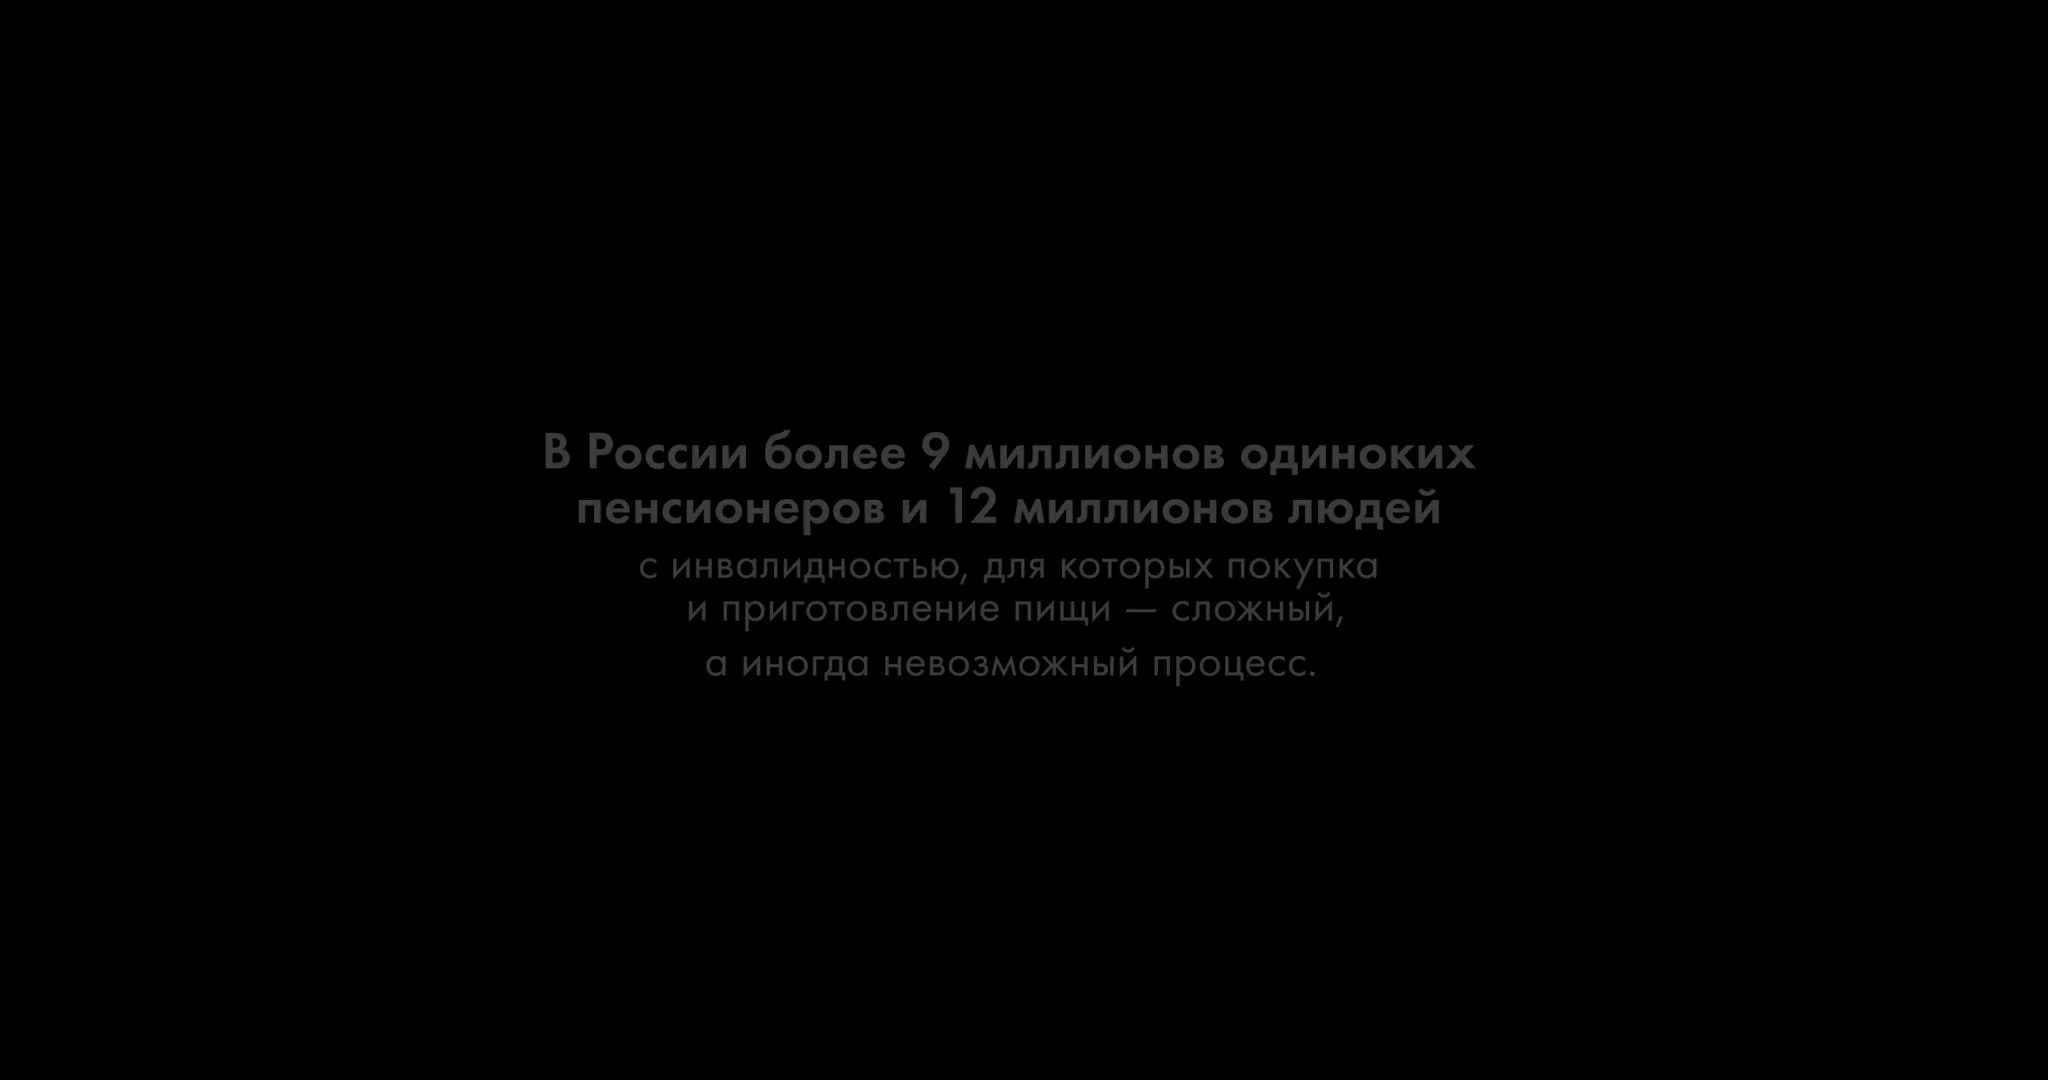 В России более 9 миллионов одиноких
пенсионеров и 12 миллионов людей
с инвалидностью, для которых покупка
и приготовление пищи — сложный,
а иногда невозможный процесс.